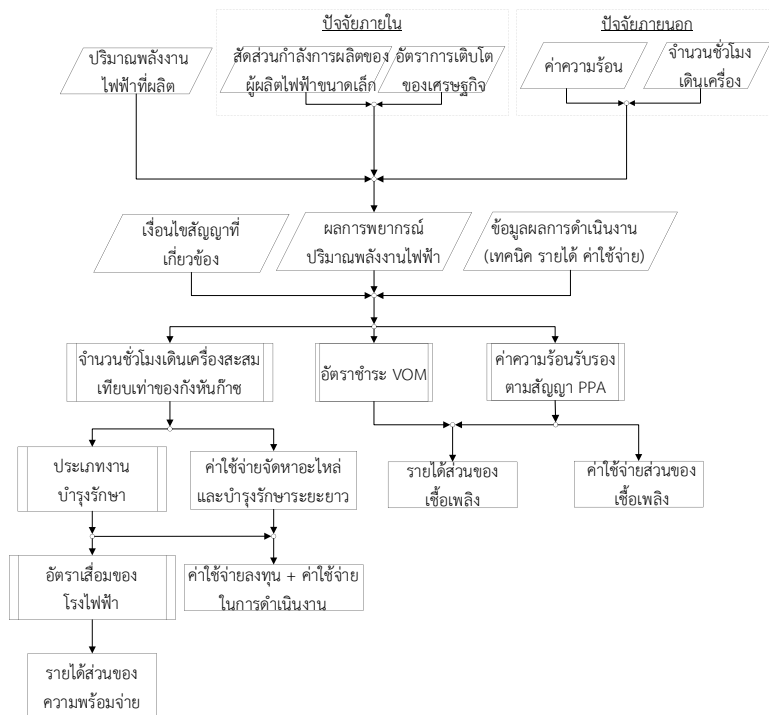 ปัจจัยภายใน
ปัจจัยภายนอก
ปริมาณพลังงาน
ไฟฟ้าที่ผลิต
สัดส่วนกำลังการผลิตของ
ผู้ผลิตไฟฟ้าขนาดเล็ก
อัตราการเติบโต
ของเศรษฐกิจ
ค่าความร้อน
จำนวนชั่วโมง
เดินเครื่อง
เงื่อนไขสัญญาที่
เกี่ยวข้อง
ผลการพยากรณ์
ปริมาณพลังงานไฟฟ้า
ข้อมูลผลการดำเนินงาน
(เทคนิค รายได้ ค่าใช้จ่าย)
จำนวนชั่วโมงเดินเครื่องสะสม
เทียบเท่าของกังหันก๊าซ
อัตราชำระ VOM
ค่าความร้อนรับรอง
ตามสัญญา PPA
ประเภทงาน
บำรุงรักษา
ค่าใช้จ่ายจัดหาอะไหล่
และบำรุงรักษาระยะยาว
รายได้ส่วนของ
เชื้อเพลิง
ค่าใช้จ่ายส่วนของ
เชื้อเพลิง
อัตราเสื่อมของ
โรงไฟฟ้า
ค่าใช้จ่ายลงทุน + ค่าใช้จ่าย
ในการดำเนินงาน
รายได้ส่วนของ
ความพร้อมจ่าย